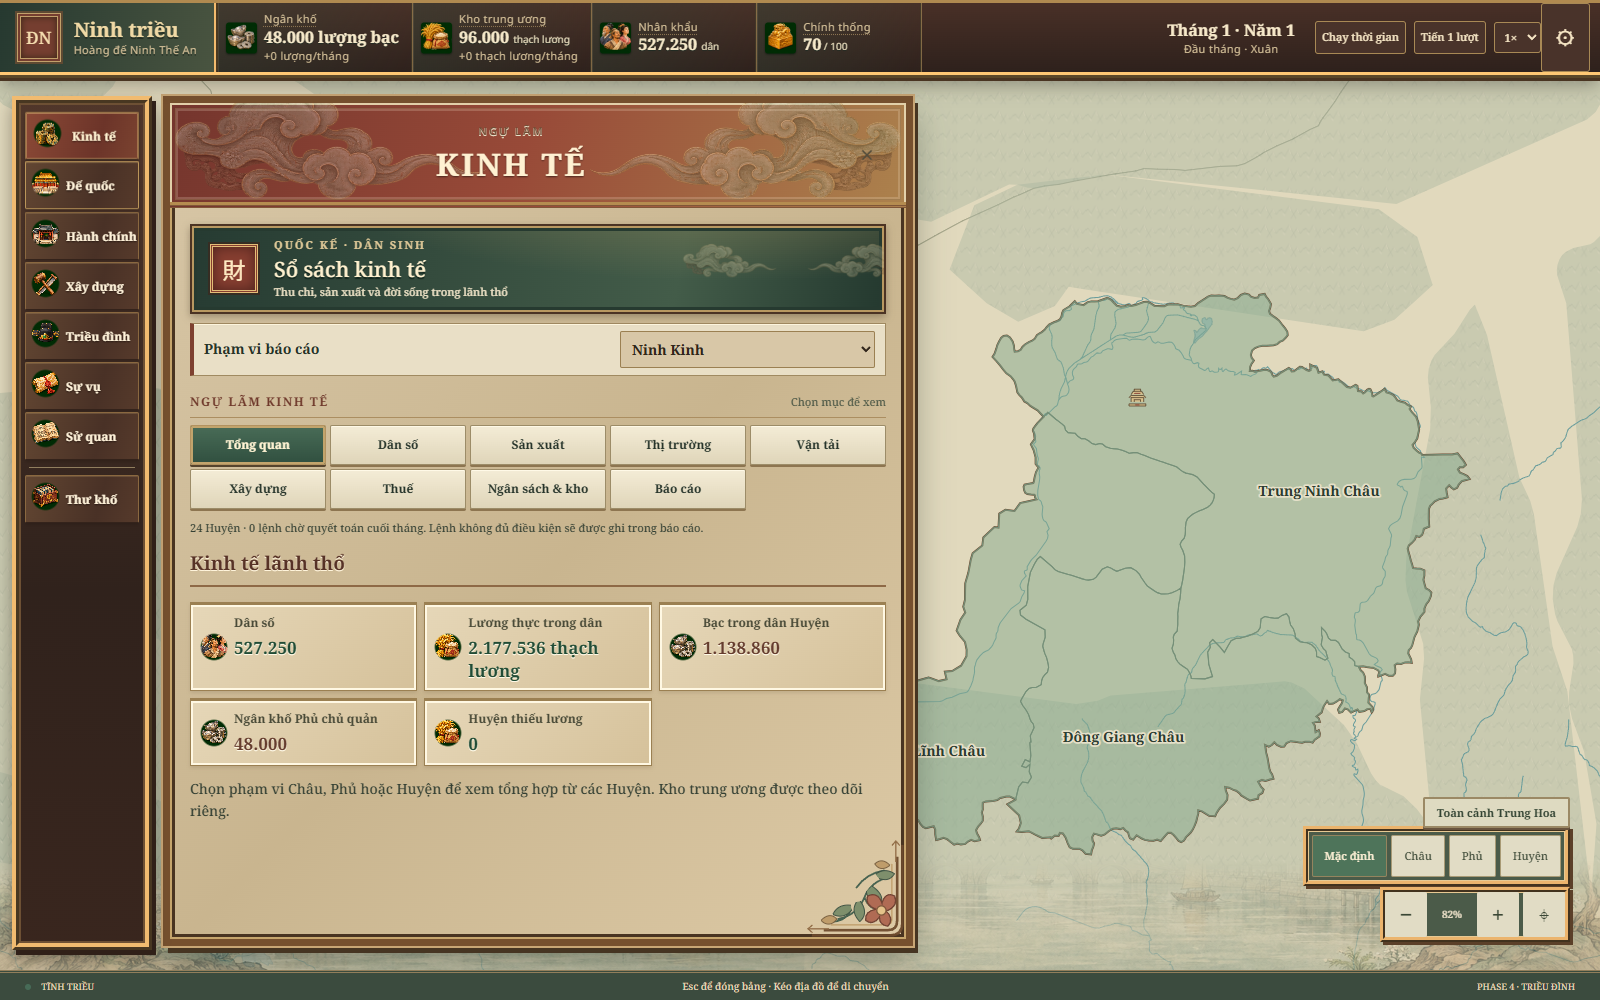 ĐN
Ninh triều
Hoàng đế Ninh Thế An
Ngân khố
48.000 lượng bạc
+0 lượng/tháng
Kho trung ương
96.000 thạch lương
+0 thạch lương/tháng
Nhân khẩu
527.250 dân
Chính thống
70 / 100
Tháng 1 · Năm 1
Đầu tháng · Xuân
Chạy thời gian
Tiến 1 lượt
1×
Kinh tế
Đế quốc
Hành chính
Xây dựng
Triều đình
Sự vụ
Sử quan
Thư khố
NGỰ LÃM
KINH TẾ
×
財
QUỐC KẾ · DÂN SINH
Sổ sách kinh tế
Thu chi, sản xuất và đời sống trong lãnh thổ
Phạm vi báo cáo
Ninh Kinh
NGỰ LÃM KINH TẾ
Chọn mục để xem
Tổng quan
Dân số
Sản xuất
Thị trường
Vận tải
Xây dựng
Thuế
Ngân sách & kho
Báo cáo
24 Huyện · 0 lệnh chờ quyết toán cuối tháng. Lệnh không đủ điều kiện sẽ được ghi trong báo cáo.
Kinh tế lãnh thổ
Dân số
527.250
Lương thực trong dân
2.177.536 thạch
lương
Bạc trong dân Huyện
1.138.860
Ngân khố Phủ chủ quản
48.000
Huyện thiếu lương
0
Chọn phạm vi Châu, Phủ hoặc Huyện để xem tổng hợp từ các Huyện. Kho trung ương được theo dõi
riêng.
Trung Ninh Châu
Đông Giang Châu
Lĩnh Châu
Toàn cảnh Trung Hoa
Mặc định
Châu
Phủ
Huyện
−
82%
+
TĨNH TRIỀU
Esc để đóng bảng · Kéo địa đồ để di chuyển
PHASE 4 · TRIỀU ĐÌNH